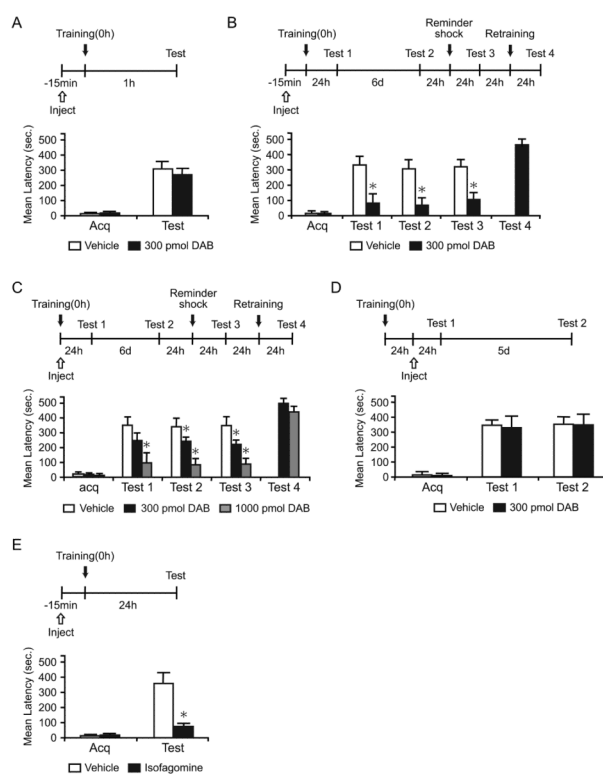 A
Training(0h)
Test
-15min
1h
Inject
Mean Latency (sec.)
500
400
300
200
100
0
Acq
Test
Vehicle
300 pmol DAB
B
Reminder
shock
Retraining
Training(0h)
Test 1
Test 2
Test 3
Test 4
-15min
24h
6d
24h
24h
24h
24h
Inject
Mean Latency (sec.)
500
400
300
200
100
0
*
*
*
Acq
Test 1
Test 2
Test 3
Test 4
Vehicle
300 pmol DAB
C
Reminder
shock
Retraining
Training(0h)
Test 1
Test 2
Test 3
Test 4
24h
6d
24h
24h
24h
24h
Inject
Mean Latency (sec.)
500
400
300
200
100
0
*
*
*
*
*
acq
Test 1
Test 2
Test 3
Test 4
Vehicle
300 pmol DAB
1000 pmol DAB
D
Training(0h)
Test 1
Test 2
24h
24h
5d
Inject
Mean Latency (sec.)
500
400
300
200
100
0
Acq
Test 1
Test 2
Vehicle
300 pmol DAB
E
Training(0h)
Test
-15min
24h
Inject
Mean Latency (sec.)
500
400
300
200
100
0
*
Acq
Test
Vehicle
Isofagomine